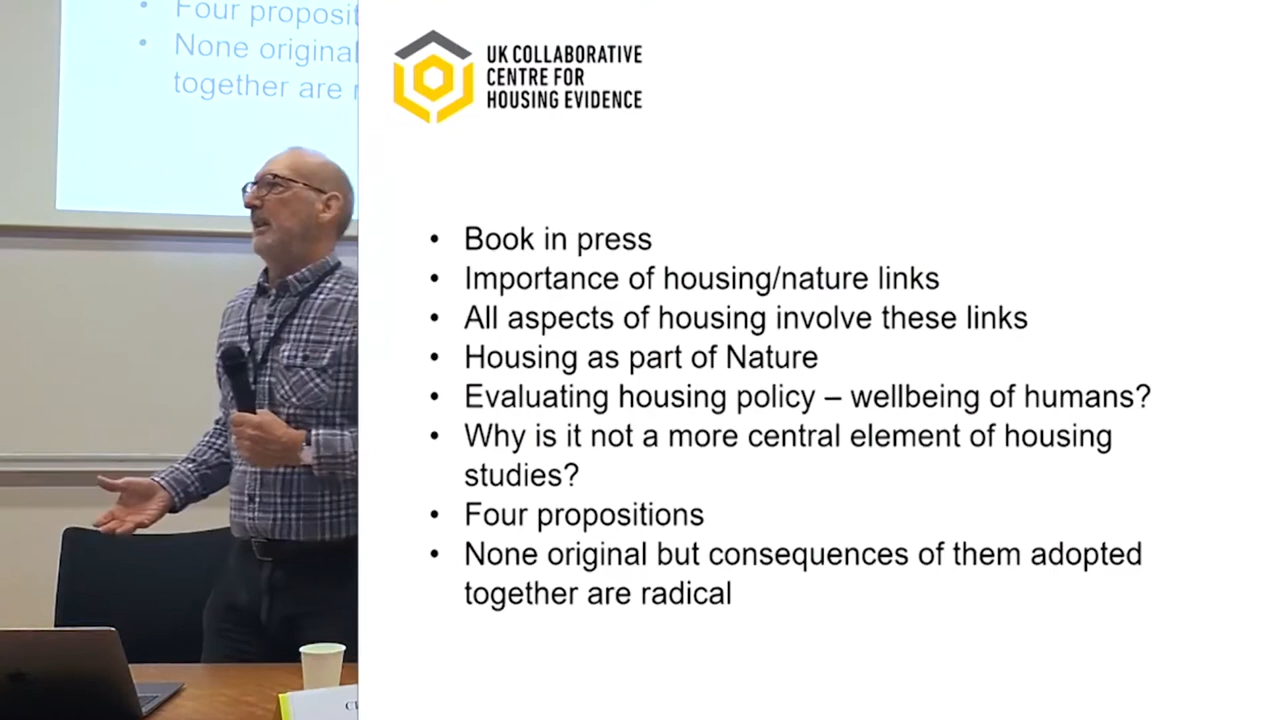 Four proposit
None original
together are
UK COLLABORATIVE
CENTRE FOR
HOUSING EVIDENCE
• Book in press
• Importance of housing/nature links
• All aspects of housing involve these links
• Housing as part of Nature
• Evaluating housing policy – wellbeing of humans?
• Why is it not a more central element of housing
studies?
• Four propositions
• None original but consequences of them adopted
together are radical